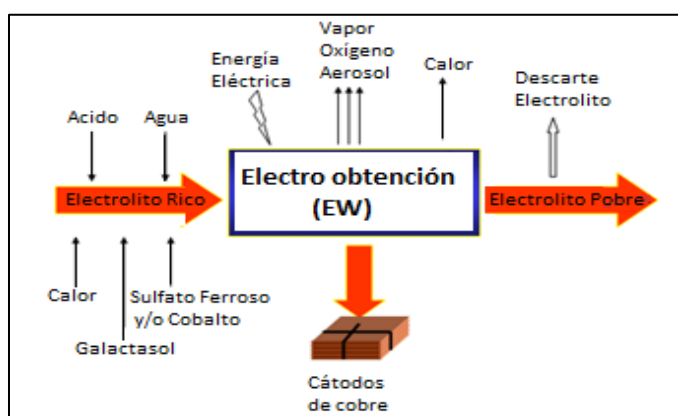 Vapor
Oxígeno
Aerosol
Energía
Eléctrica
Calor
Descarte
Electrolito
Acido
Agua
Electro obtención
(EW)
Electrolito Rico
Electrolito Pobre
Calor
Sulfato Ferroso
y/o Cobalto
Galactasol
Cátodos
de cobre